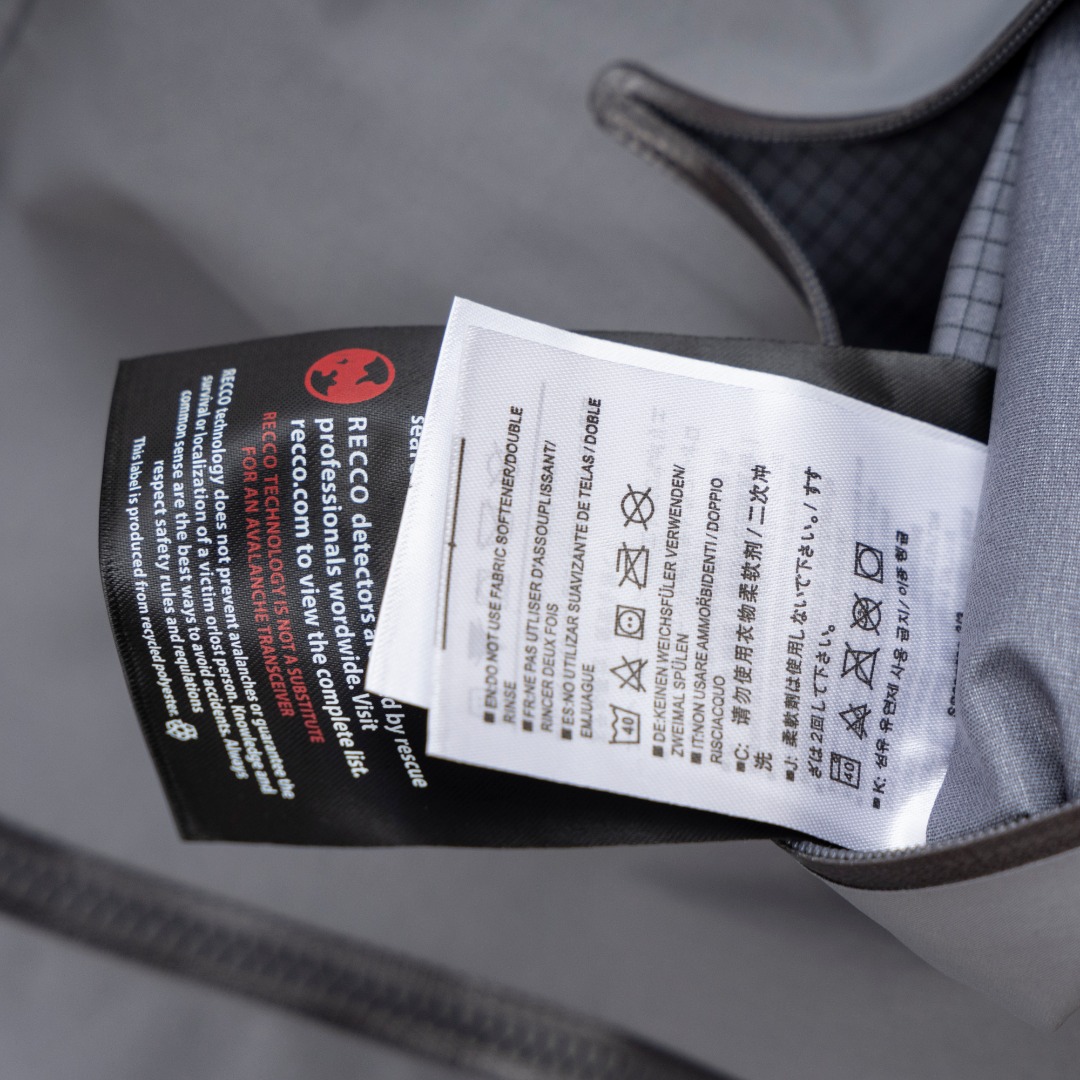 RECCO detectors
professionals worldwide. Visit
recco.com to view the complete list.
d by rescue
RECCO TECHNOLOGY IS NOT A SUBSTITUTE
FOR AN AVALANCHE TRANSCEIVER
RECCO technology does not prevent avalanches or guarantee the
survival or localization of a victim or lost person. Knowledge and
common sense are the best ways to avoid accidents. Always
respect safety rules and regulations
This label is produced from recycled polyester
■EN:DO NOT USE FABRIC SOFTENER/DOUBLE
RINSE
■FR:NE PAS UTLISER D'ASSOUPLISSANT/
RINCER DEUX FOIS
■ES:NO UTILIZAR SUAVIZANTE DE TELAS / DOBLE
EMJUAGUE
40
■DE:KEINEN WEICHSFÜLER VERWENDEN/
ZWEIMAL SPÜLEN
■IT:NON USARE AMMORBIDENTI / DOPPIO
RISCIACQUO
■C: 请勿使用衣物柔软剂 / 二次冲
洗
■J: 柔軟剤は使用しないで下さい。/ すす
ぎは2回して下さい。
40
■K: 섬유 유연제 사용 금지// 이중 헹굼